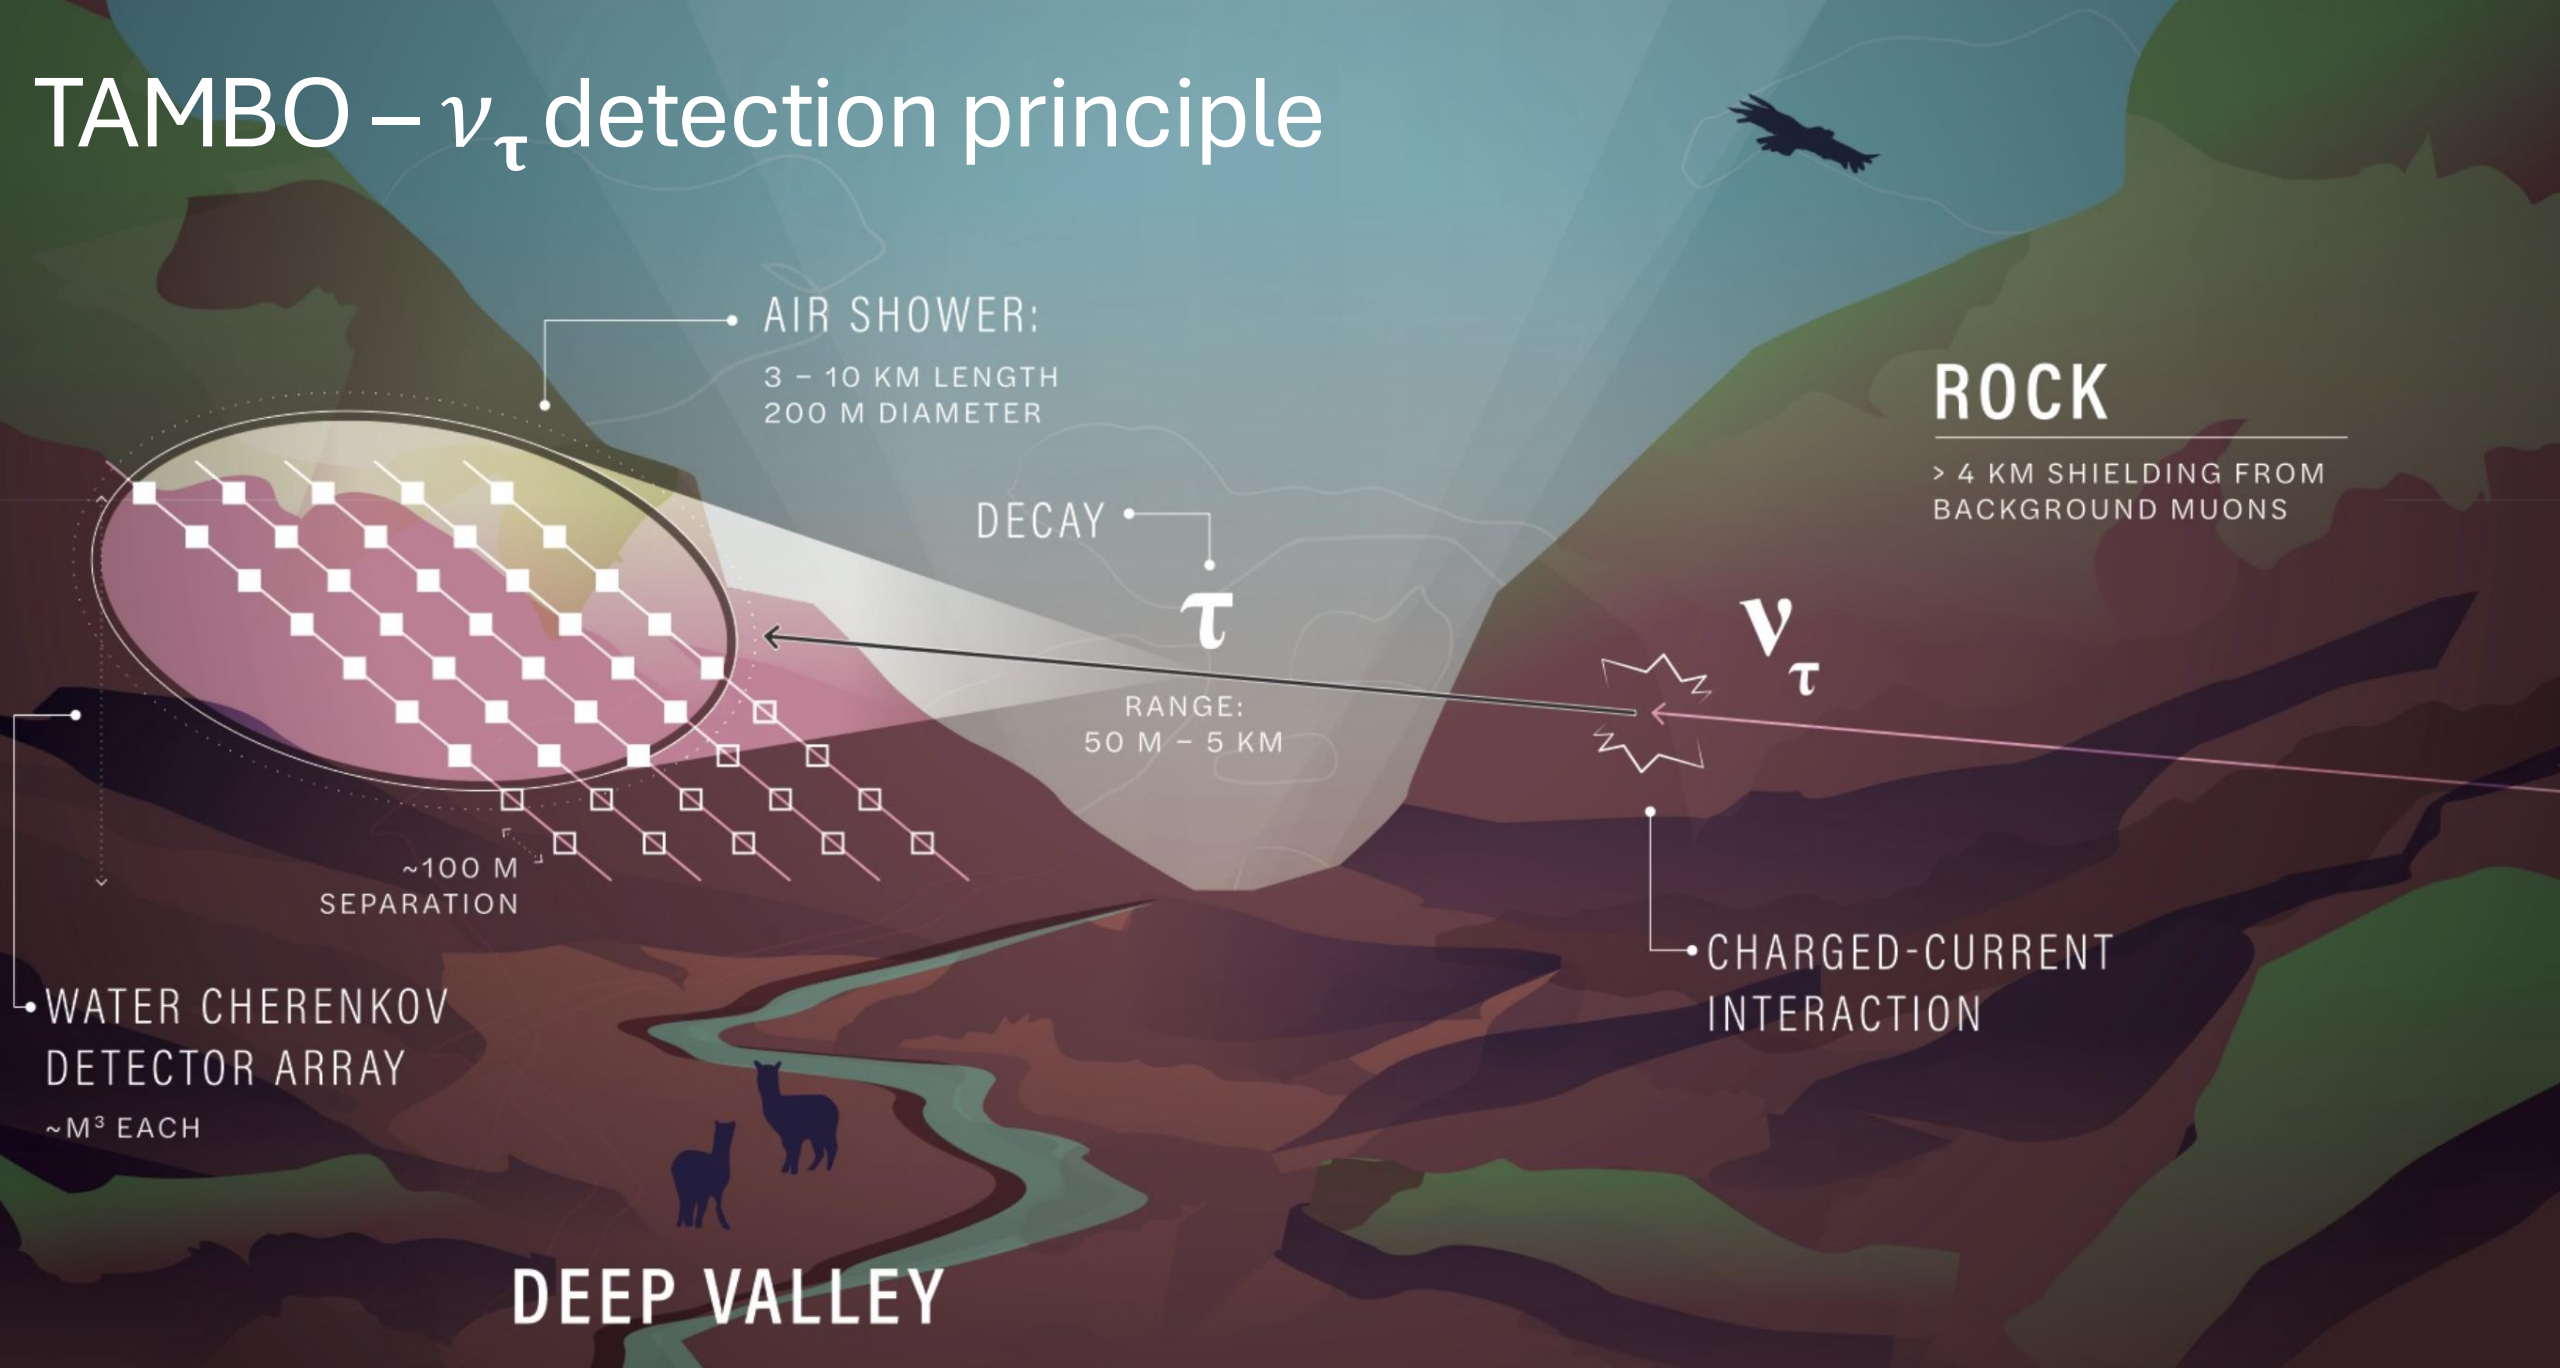 TAMBO – ντ detection principle
AIR SHOWER:
3 – 10 KM LENGTH
200 M DIAMETER
ROCK
> 4 KM SHIELDING FROM
BACKGROUND MUONS
DECAY
τ
RANGE:
50 M – 5 KM
ντ
~100 M
SEPARATION
WATER CHERENKOV
DETECTOR ARRAY
~M³ EACH
CHARGED-CURRENT
INTERACTION
DEEP VALLEY